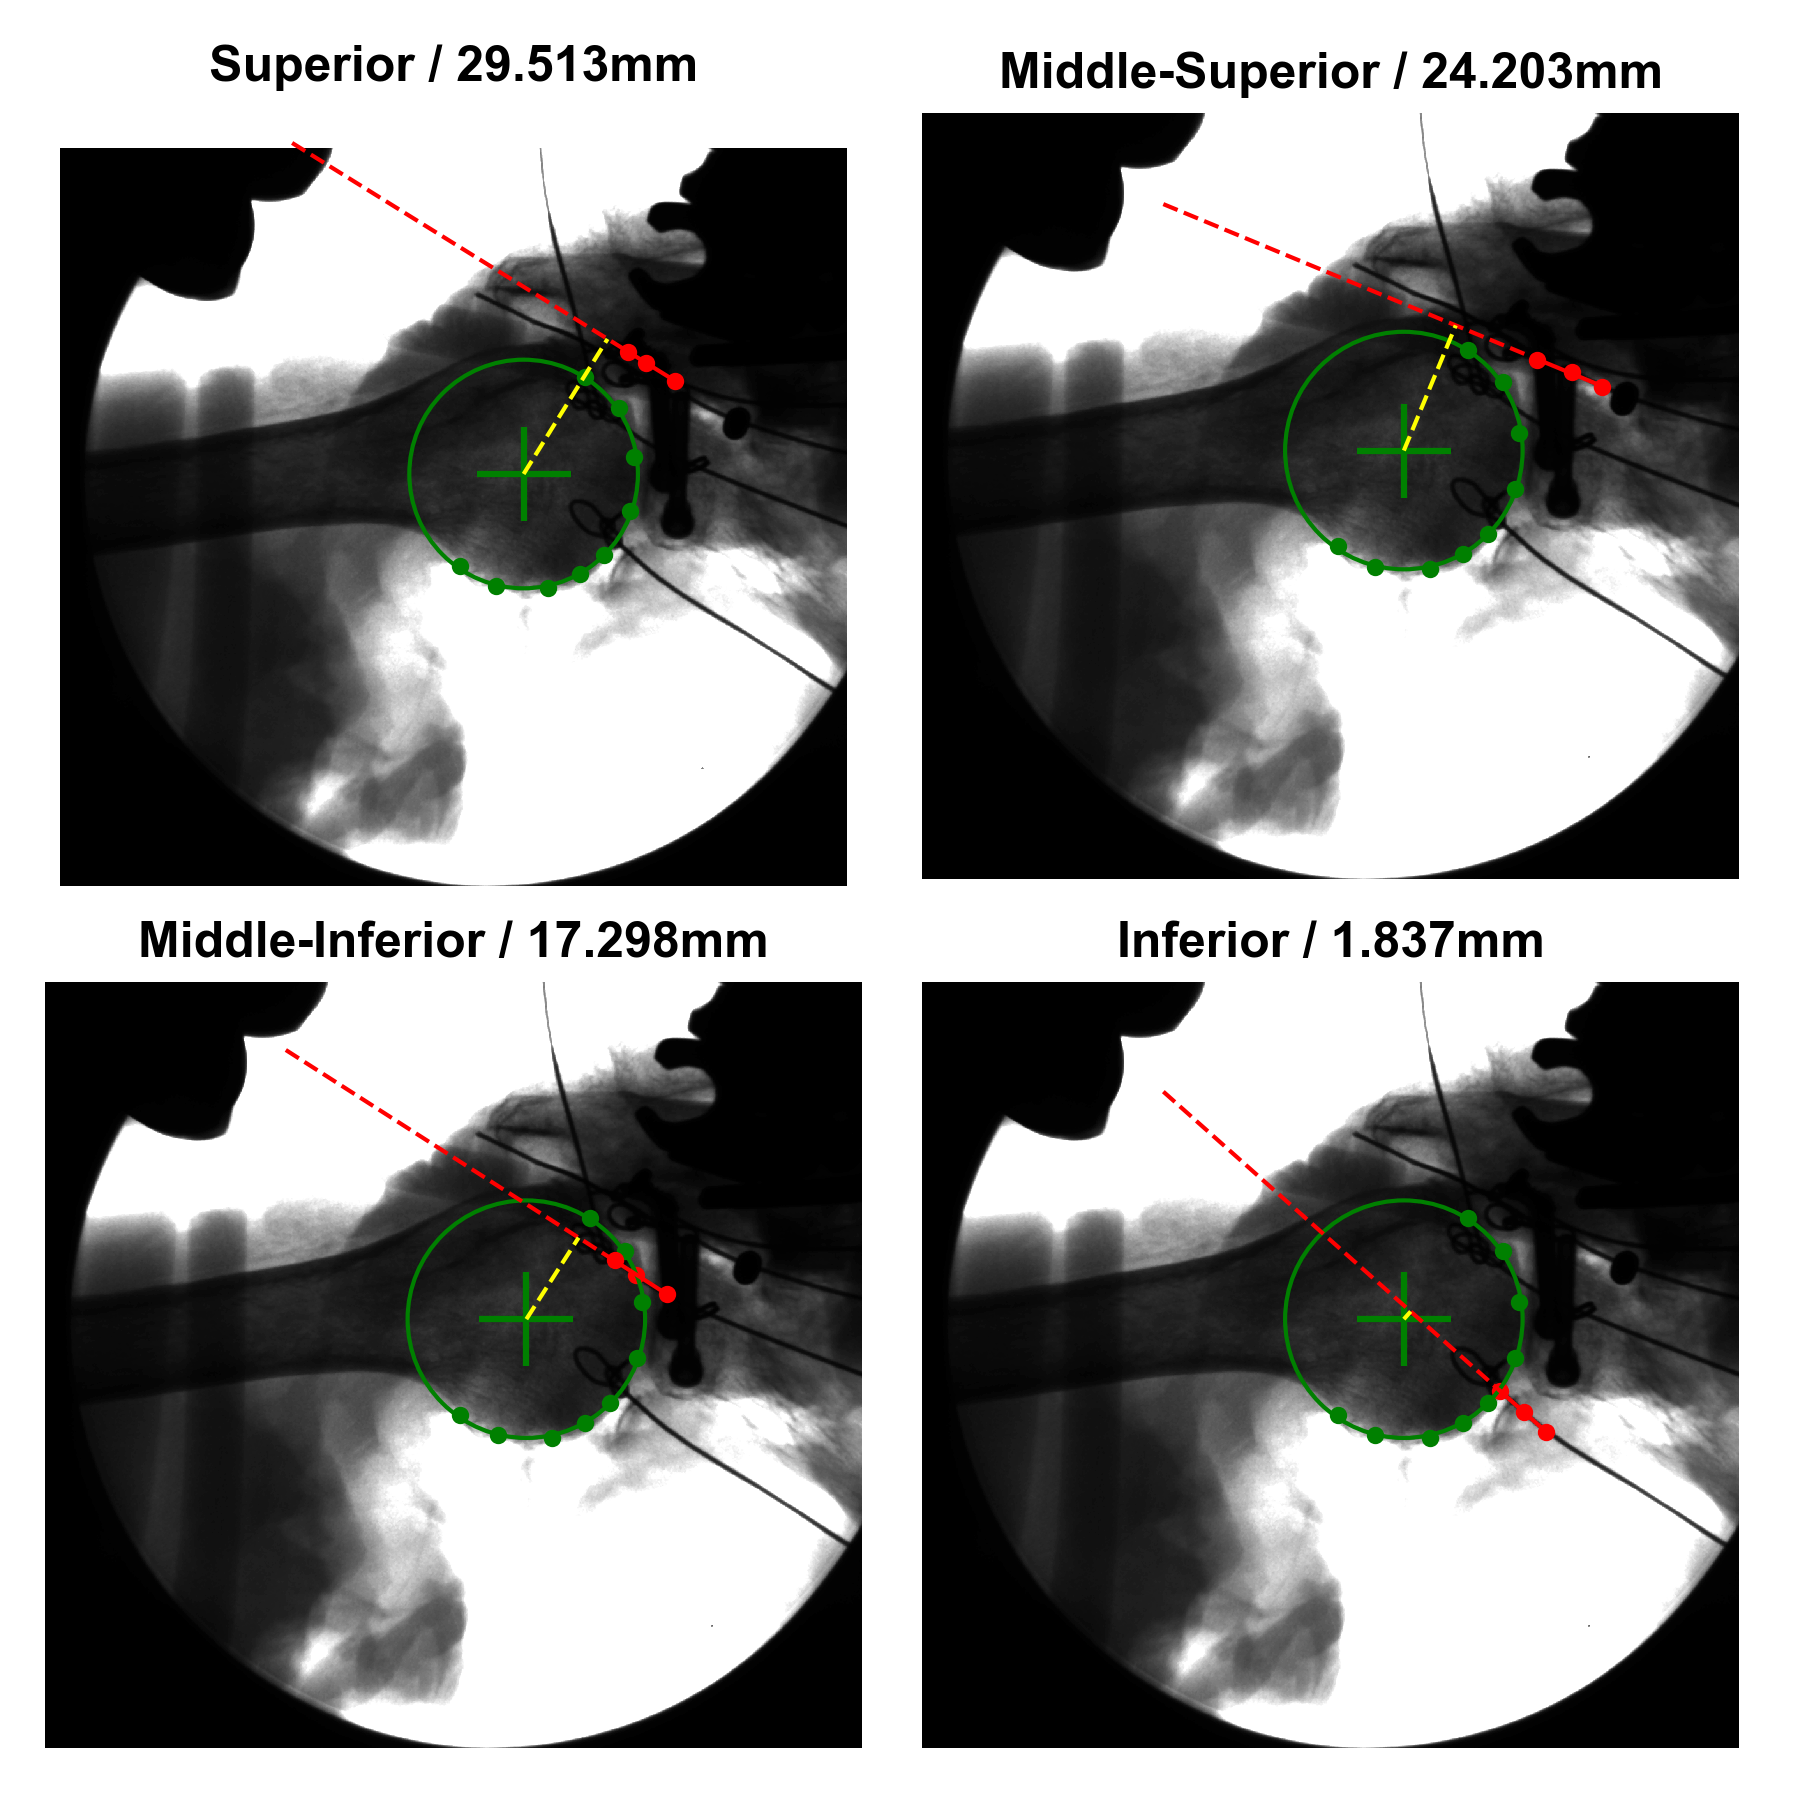 Superior / 29.513mm
Middle-Superior / 24.203mm
Middle-Inferior / 17.298mm
Inferior / 1.837mm